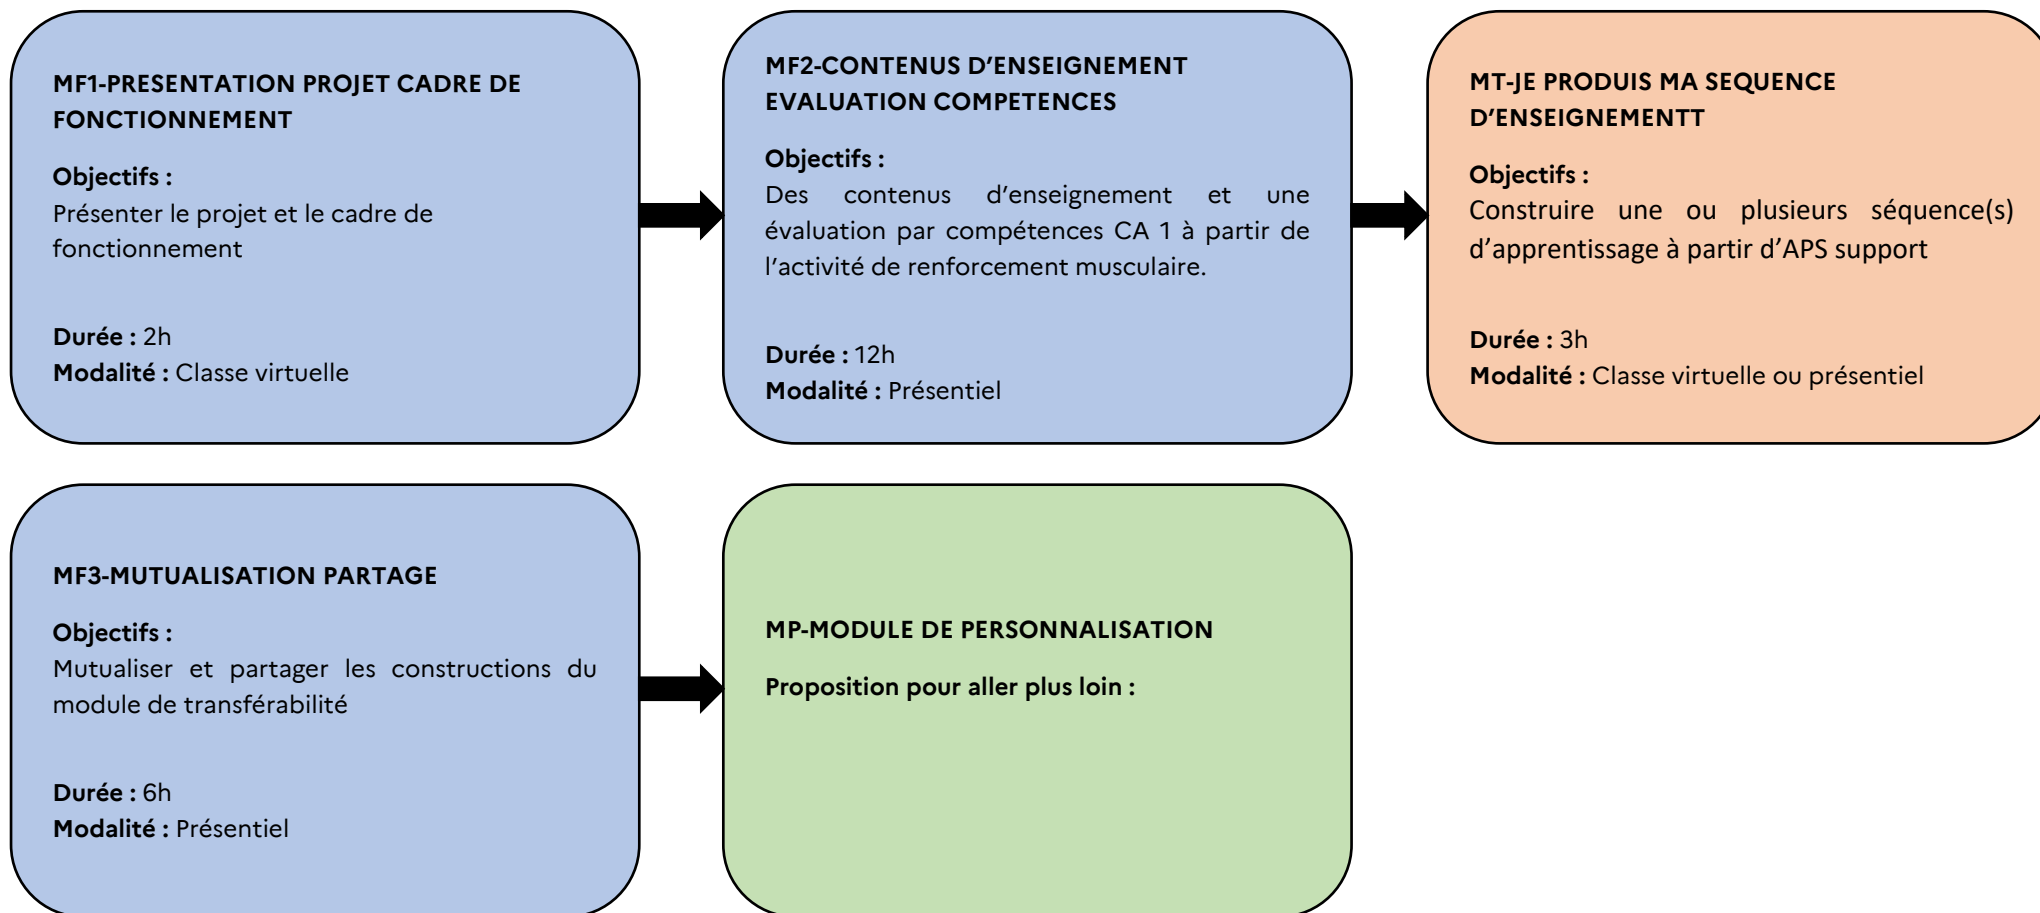 MF1-PRESENTATION PROJET CADRE DE
FONCTIONNEMENT
Objectifs :
Présenter le projet et le cadre de
fonctionnement
Durée : 2h
Modalité : Classe virtuelle
MF2-CONTENUS D’ENSEIGNEMENT
EVALUATION COMPETENCES
Objectifs :
Des contenus d’enseignement et une
évaluation par compétences CA 1 à partir de
l’activité de renforcement musculaire.
Durée : 12h
Modalité : Présentiel
MT-JE PRODUIS MA SEQUENCE
D’ENSEIGNEMENTT
Objectifs :
Construire une ou plusieurs séquence(s)
d’apprentissage à partir d’APS support
Durée : 3h
Modalité : Classe virtuelle ou présentiel
MF3-MUTUALISATION PARTAGE
Objectifs :
Mutualiser et partager les constructions du
module de transférabilité
Durée : 6h
Modalité : Présentiel
MP-MODULE DE PERSONNALISATION
Proposition pour aller plus loin :